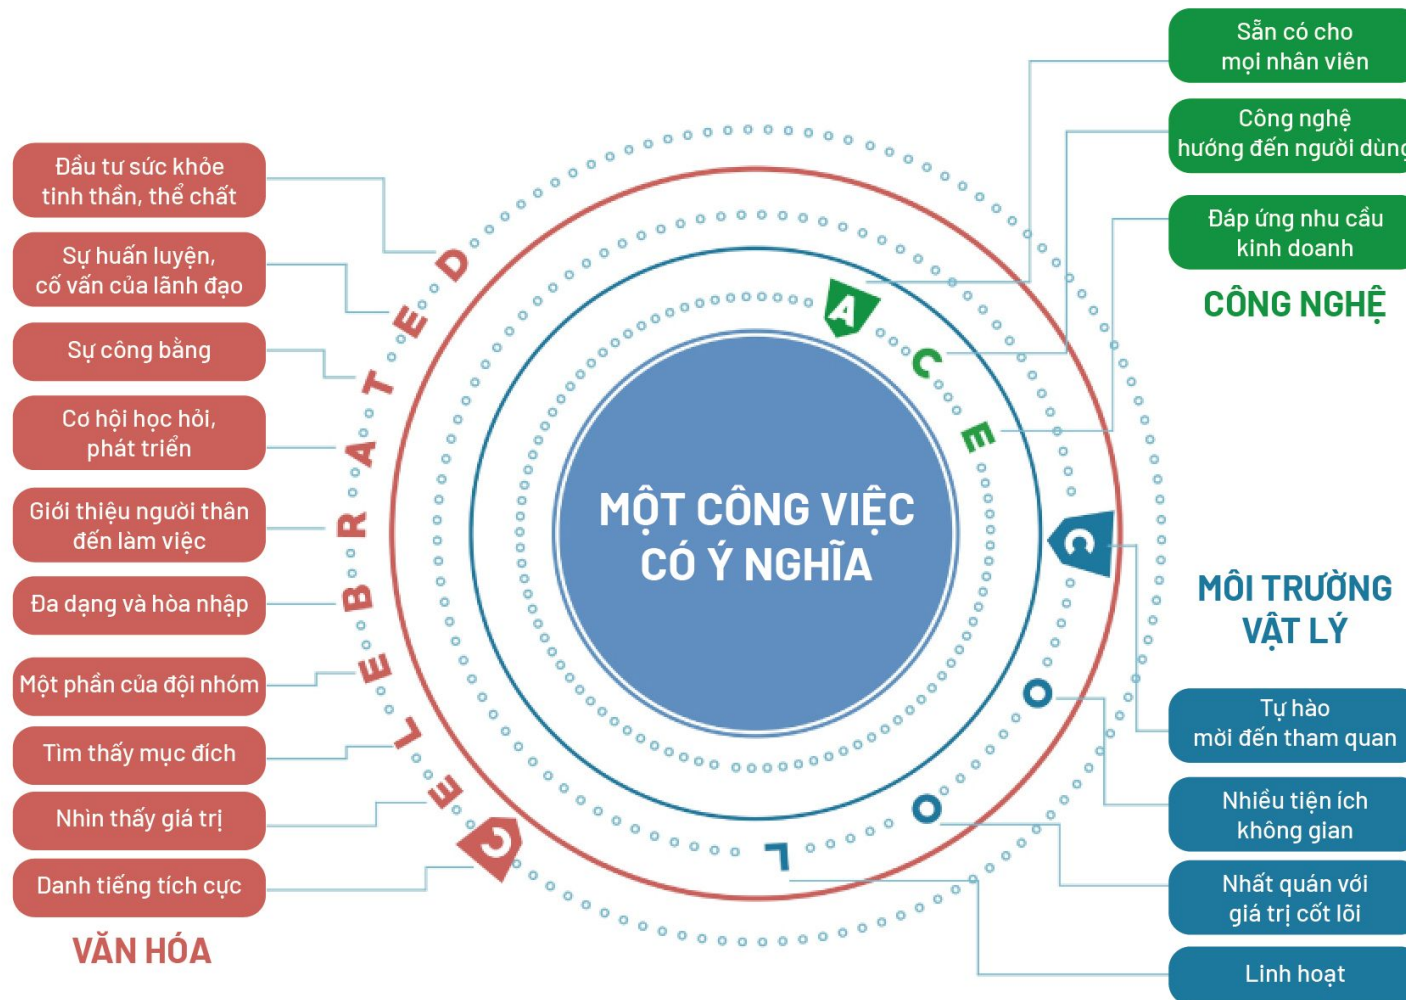 Đầu tư sức khỏe
tinh thần, thể chất
Sự huấn luyện,
cố vấn của lãnh đạo
Sự công bằng
Cơ hội học hỏi,
phát triển
Giới thiệu người thân
đến làm việc
Đa dạng và hòa nhập
Một phần của đội nhóm
Tìm thấy mục đích
Nhìn thấy giá trị
Danh tiếng tích cực
VĂN HÓA
CELEBRATED
MỘT CÔNG VIỆC
CÓ Ý NGHĨA
ACE
COOL
Sẵn có cho
mọi nhân viên
Công nghệ
hướng đến người dùng
Đáp ứng nhu cầu
kinh doanh
CÔNG NGHỆ
MÔI TRƯỜNG
VẬT LÝ
Tự hào
mời đến tham quan
Nhiều tiện ích
không gian
Nhất quán với
giá trị cốt lõi
Linh hoạt